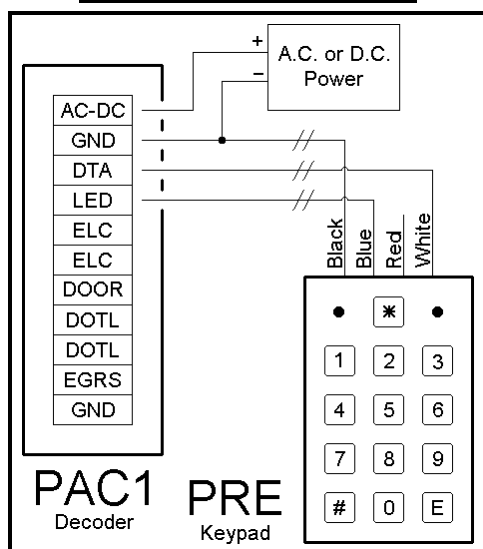 +
A.C. or D.C.
Power
−
AC-DC
GND
DTA
LED
ELC
ELC
DOOR
DOTL
DOTL
EGRS
GND
Black
Blue
Red
White
*
1 2 3
4 5 6
7 8 9
# 0 E
PAC1
Decoder
PRE
Keypad